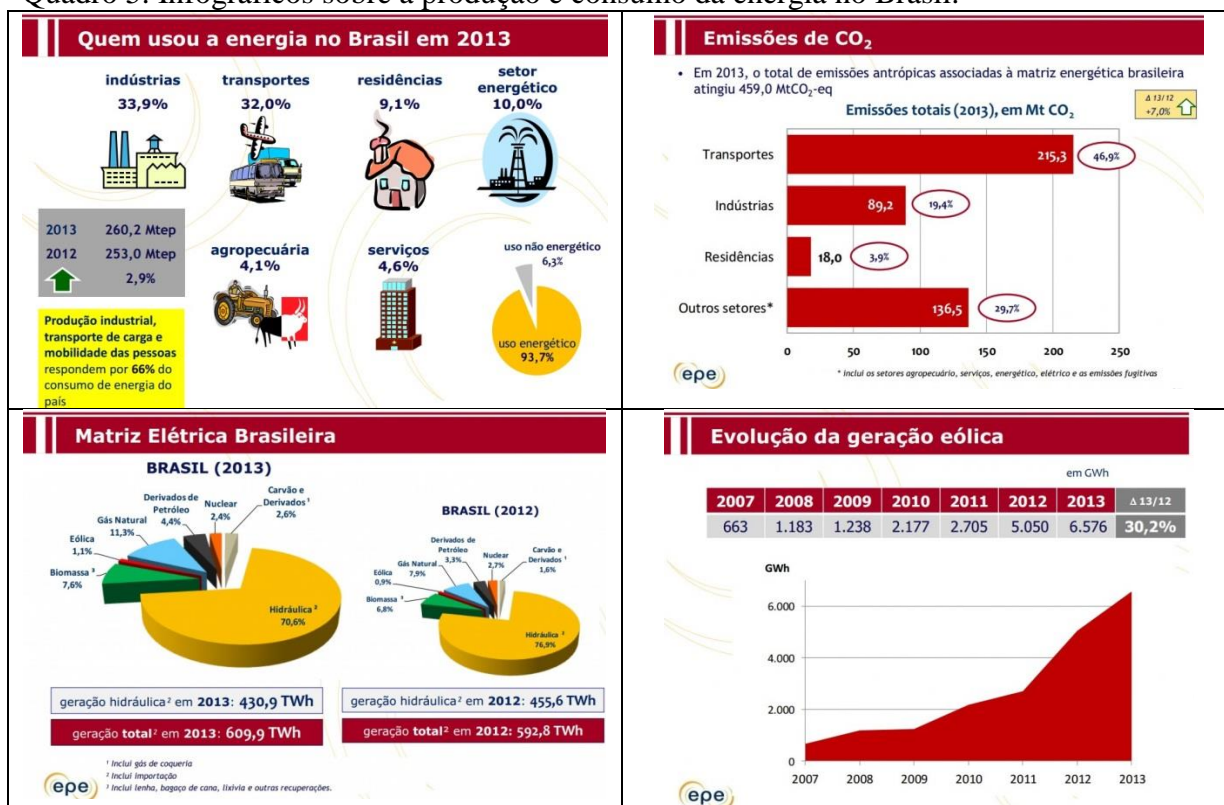 Quadro 3: Infográficos sobre a produção e consumo da energia no Brasil.
Quem usou a energia no Brasil em 2013
indústrias
33,9%
transportes
32,0%
residências
9,1%
setor
energético
10,0%
2013 260,2 Mtep
2012 253,0 Mtep
2,9%
agropecuária
4,1%
serviços
4,6%
uso não energético
6,3%
uso energético
93,7%
Produção industrial,
transporte de carga e
mobilidade das pessoas
respondem por 66% do
consumo de energia do
país
Emissões de CO₂
• Em 2013, o total de emissões antrópicas associadas à matriz energética brasileira
atingiu 459,0 MtCO₂-eq
Δ 13/12
+7,0%
Emissões totais (2013), em Mt CO₂
Transportes 215,3 46,9%
Indústrias 89,2 19,4%
Residências 18,0 3,9%
Outros setores* 136,5 29,7%
0 50 100 150 200 250
* Inclui os setores agropecuário, serviços, energético, elétrico e as emissões fugitivas
epe
Matriz Elétrica Brasileira
BRASIL (2013)
Carvão e
Derivados ¹
2,6%
Nuclear
2,4%
Derivados de
Petróleo
4,4%
Gás Natural
11,3%
Eólica
1,1%
Biomassa ³
7,6%
Hidráulica ²
70,6%
BRASIL (2012)
Carvão e
Derivados ¹
1,6%
Nuclear
2,7%
Derivados de
Petróleo
3,3%
Gás Natural
7,9%
Eólica
0,9%
Biomassa ³
6,8%
Hidráulica ²
76,9%
geração hidráulica² em 2013: 430,9 TWh
geração total² em 2013: 609,9 TWh
geração hidráulica² em 2012: 455,6 TWh
geração total² em 2012: 592,8 TWh
¹ Inclui gás de coqueria
² Inclui importação
³ Inclui lenha, bagaço de cana, lixívia e outras recuperações.
epe
Evolução da geração eólica
em GWh
2007 2008 2009 2010 2011 2012 2013 Δ 13/12
663 1.183 1.238 2.177 2.705 5.050 6.576 30,2%
GWh
6.000
4.000
2.000
0
2007 2008 2009 2010 2011 2012 2013
epe